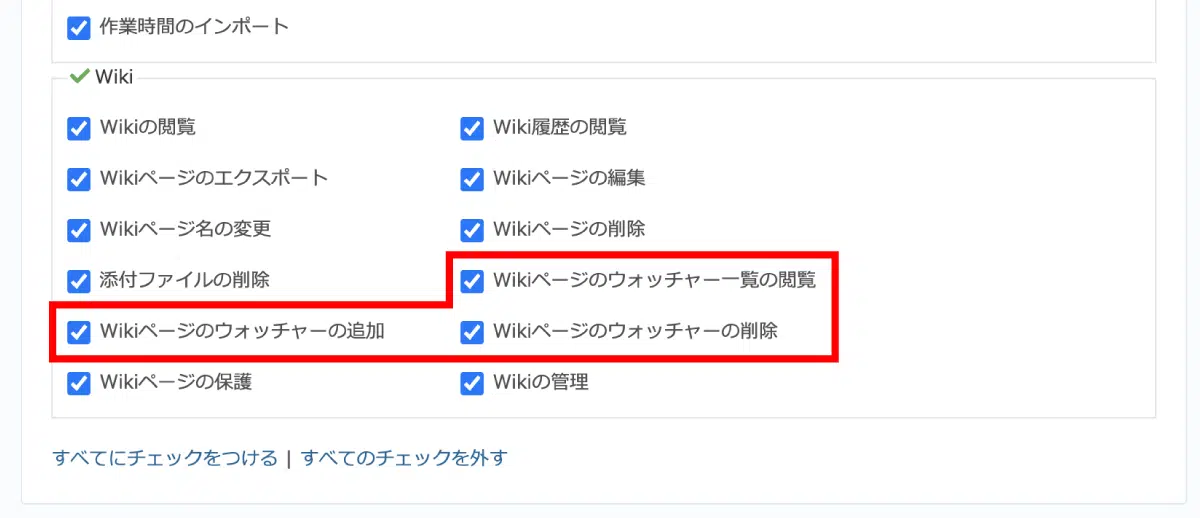 作業時間のインポート
Wiki
Wikiの閲覧 Wiki履歴の閲覧
Wikiページのエクスポート Wikiページの編集
Wikiページ名の変更 Wikiページの削除
添付ファイルの削除 Wikiページのウォッチャー一覧の閲覧
Wikiページのウォッチャーの追加 Wikiページのウォッチャーの削除
Wikiページの保護 Wikiの管理
すべてにチェックをつける | すべてのチェックを外す